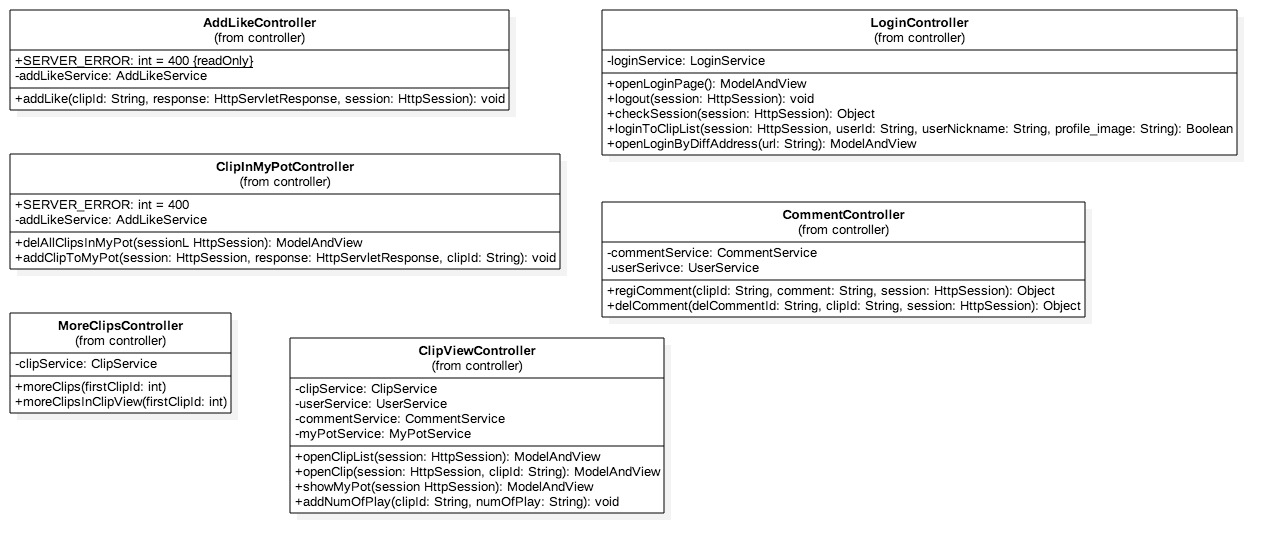 AddLikeController
(from controller)
+SERVER_ERROR: int = 400 {readOnly}
-addLikeService: AddLikeService
+addLike(clipId: String, response: HttpServletResponse, session: HttpSession): void
LoginController
(from controller)
-loginService: LoginService
+openLoginPage(): ModelAndView
+logout(session: HttpSession): void
+checkSession(session: HttpSession): Object
+loginToClipList(session: HttpSession, userId: String, userNickname: String, profile_image: String): Boolean
+openLoginByDiffAddress(url: String): ModelAndView
ClipInMyPotController
(from controller)
+SERVER_ERROR: int = 400
-addLikeService: AddLikeService
+delAllClipsInMyPot(sessionL HttpSession): ModelAndView
+addClipToMyPot(session: HttpSession, response: HttpServletResponse, clipId: String): void
CommentController
(from controller)
-commentService: CommentService
-userSerivce: UserService
+regiComment(clipId: String, comment: String, session: HttpSession): Object
+delComment(delCommentId: String, clipId: String, session: HttpSession): Object
MoreClipsController
(from controller)
-clipService: ClipService
+moreClips(firstClipId: int)
+moreClipsInClipView(firstClipId: int)
ClipViewController
(from controller)
-clipService: ClipService
-userService: UserService
-commentService: CommentService
-myPotService: MyPotService
+openClipList(session: HttpSession): ModelAndView
+openClip(session: HttpSession, clipId: String): ModelAndView
+showMyPot(session HttpSession): ModelAndView
+addNumOfPlay(clipId: String, numOfPlay: String): void